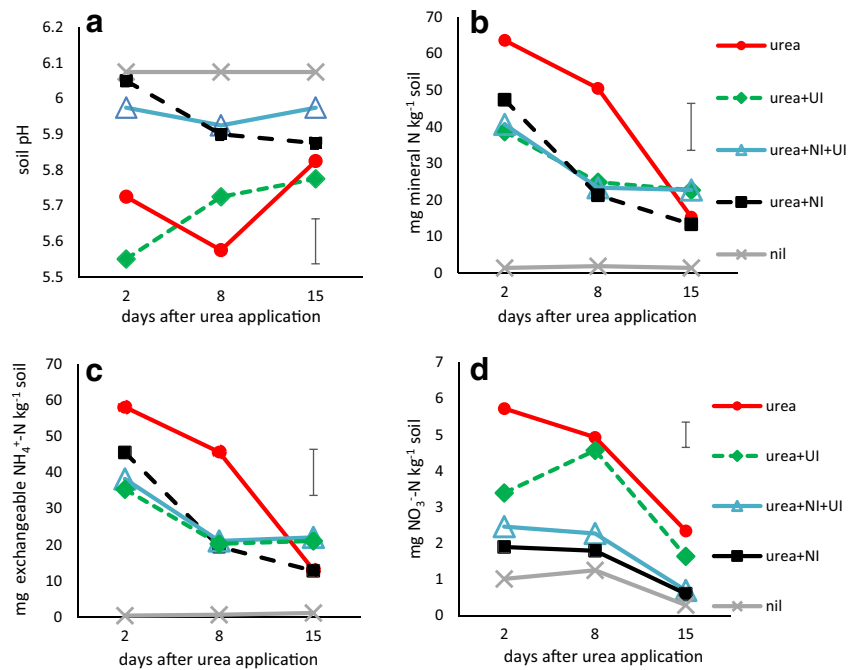 a
6.2
6.1
6
5.9
5.8
5.7
5.6
5.5
soil pH
2 8 15
days after urea application
b
70
60
50
40
30
20
10
0
mg mineral N kg⁻¹ soil
2 8 15
days after urea application
urea
urea+UI
urea+NI+UI
urea+NI
nil
c
70
60
50
40
30
20
10
0
mg exchangeable NH₄⁺-N kg⁻¹ soil
2 8 15
days after urea application
d
7
6
5
4
3
2
1
0
mg NO₃⁻-N kg⁻¹ soil
2 8 15
days after urea application
urea
urea+UI
urea+NI+UI
urea+NI
nil